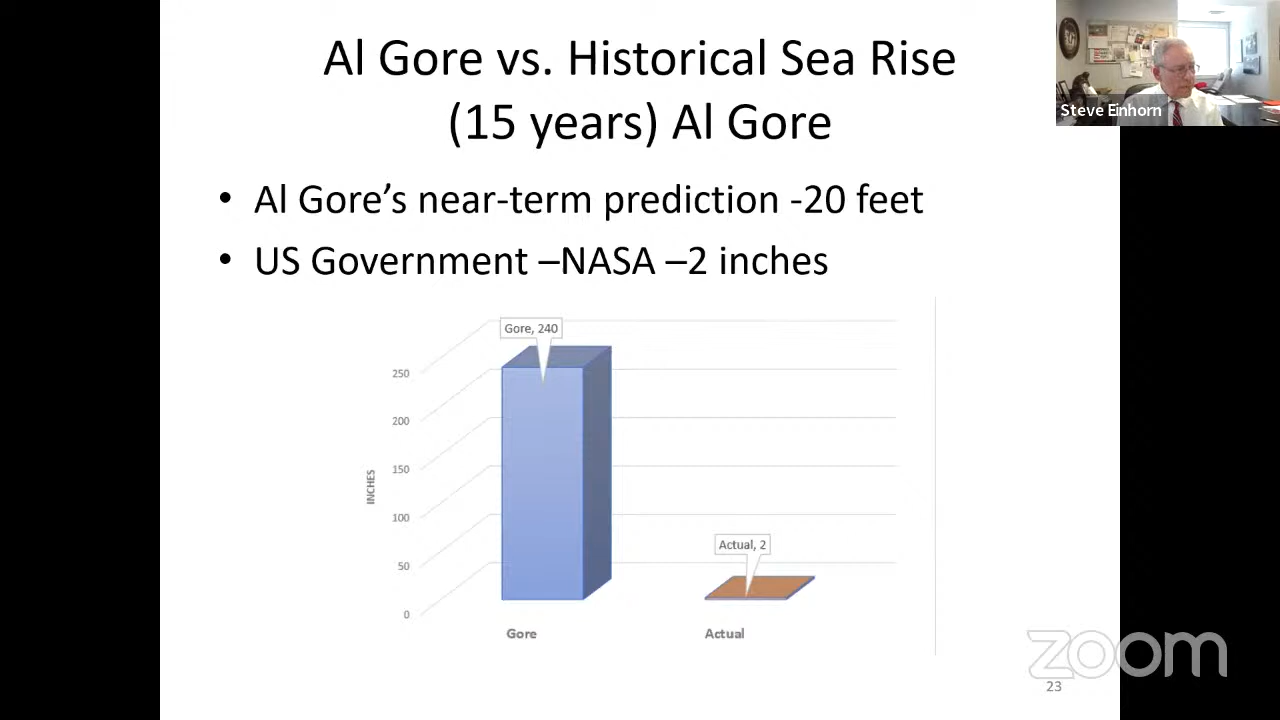 Al Gore vs. Historical Sea Rise
(15 years) Al Gore
Steve Einhorn
• Al Gore’s near-term prediction -20 feet
• US Government –NASA –2 inches
Gore, 240
250
200
150
100
50
0
INCHES
Actual, 2
Gore
Actual
zoom
23